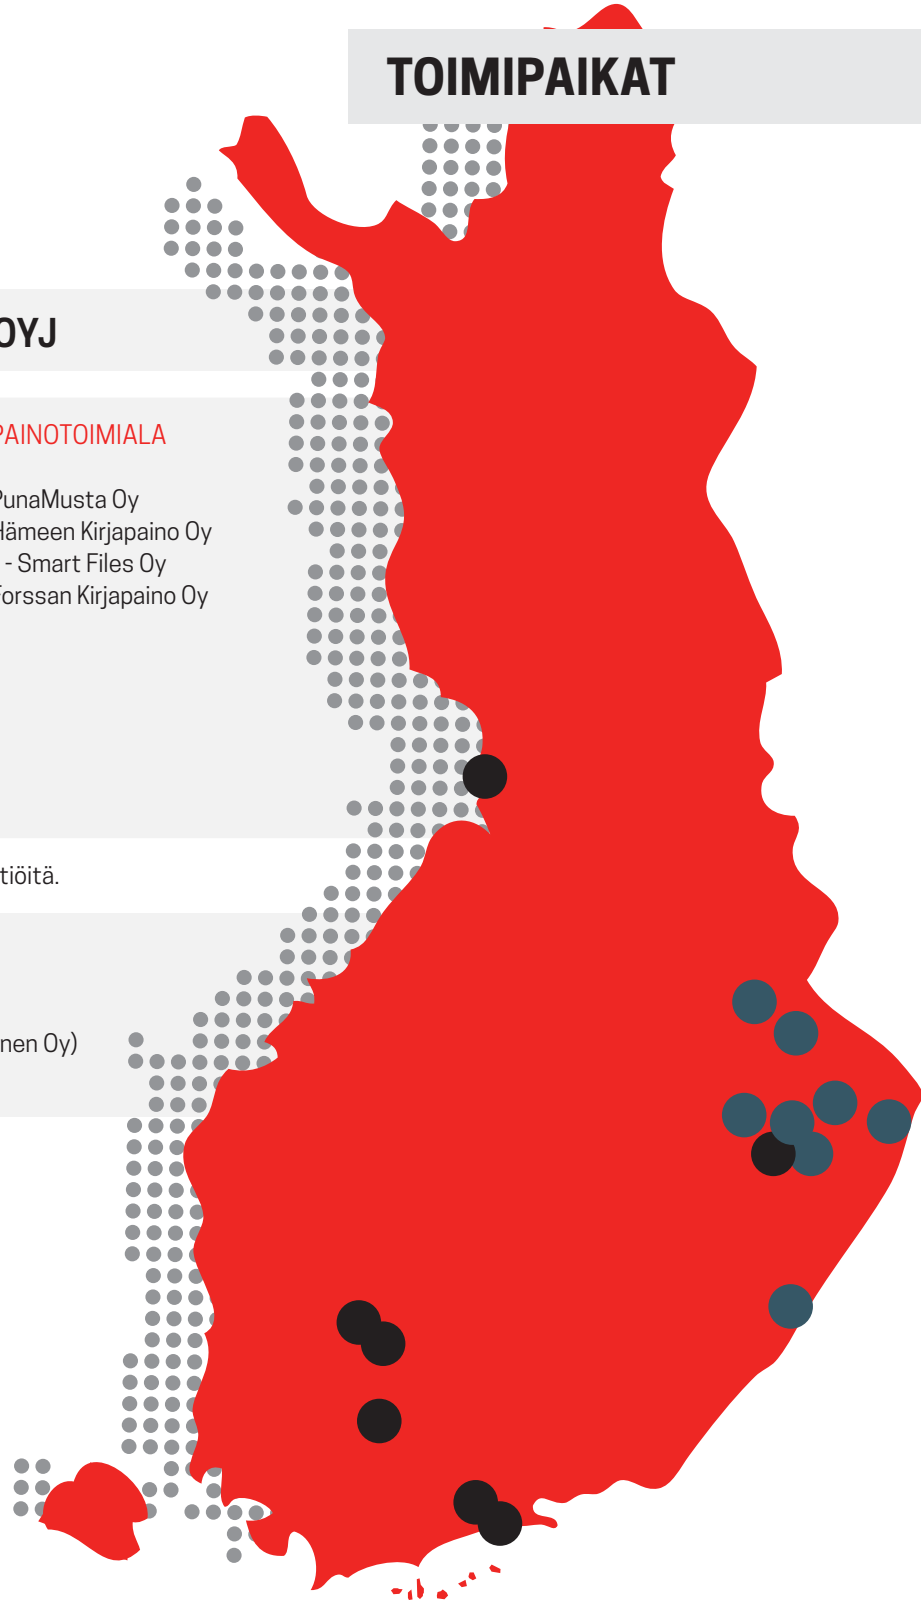 TOIMIPAIKAT
OYJ
PAINOTOIMIALA
PunaMusta Oy
Hämeen Kirjapaino Oy
- Smart Files Oy
Forssan Kirjapaino Oy
tiöitä.
nen Oy)